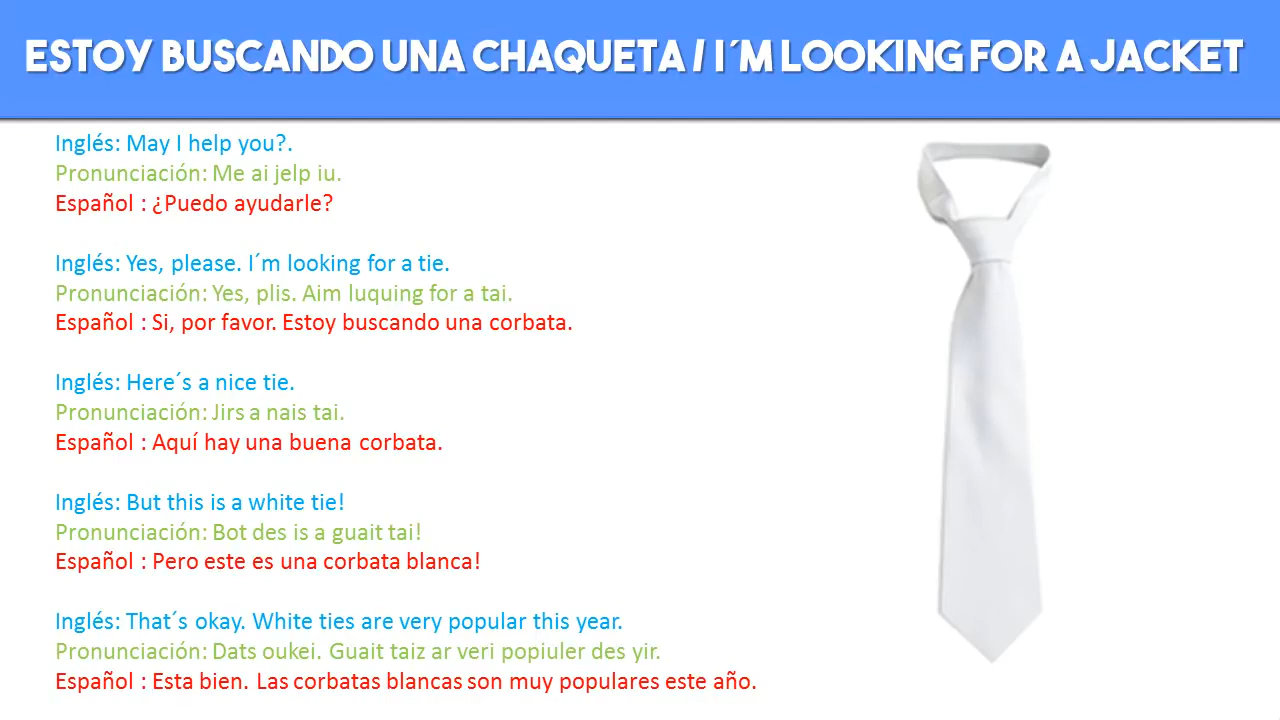 ESTOY BUSCANDO UNA CHAQUETA / I´M LOOKING FOR A JACKET
Inglés: May I help you?.
Pronunciación: Me ai jelp iu.
Español : ¿Puedo ayudarle?
Inglés: Yes, please. I´m looking for a tie.
Pronunciación: Yes, plis. Aim luquing for a tai.
Español : Si, por favor. Estoy buscando una corbata.
Inglés: Here´s a nice tie.
Pronunciación: Jirs a nais tai.
Español : Aquí hay una buena corbata.
Inglés: But this is a white tie!
Pronunciación: Bot des is a guait tai!
Español : Pero este es una corbata blanca!
Inglés: That´s okay. White ties are very popular this year.
Pronunciación: Dats oukei. Guait taiz ar veri popiuler des yir.
Español : Esta bien. Las corbatas blancas son muy populares este año.